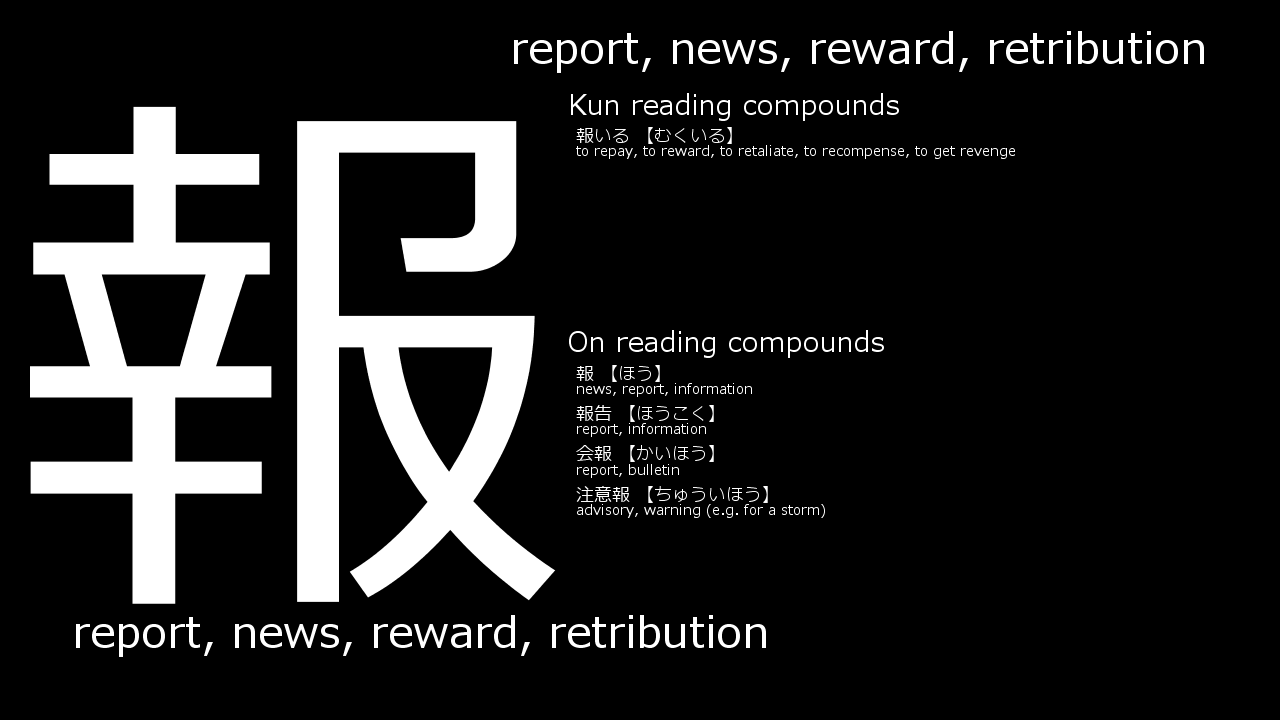 report, news, reward, retribution
報
Kun reading compounds
報いる 【むくいる】
to repay, to reward, to retaliate, to recompense, to get revenge
On reading compounds
報 【ほう】
news, report, information
報告 【ほうこく】
report, information
会報 【かいほう】
report, bulletin
注意報 【ちゅういほう】
advisory, warning (e.g. for a storm)
report, news, reward, retribution